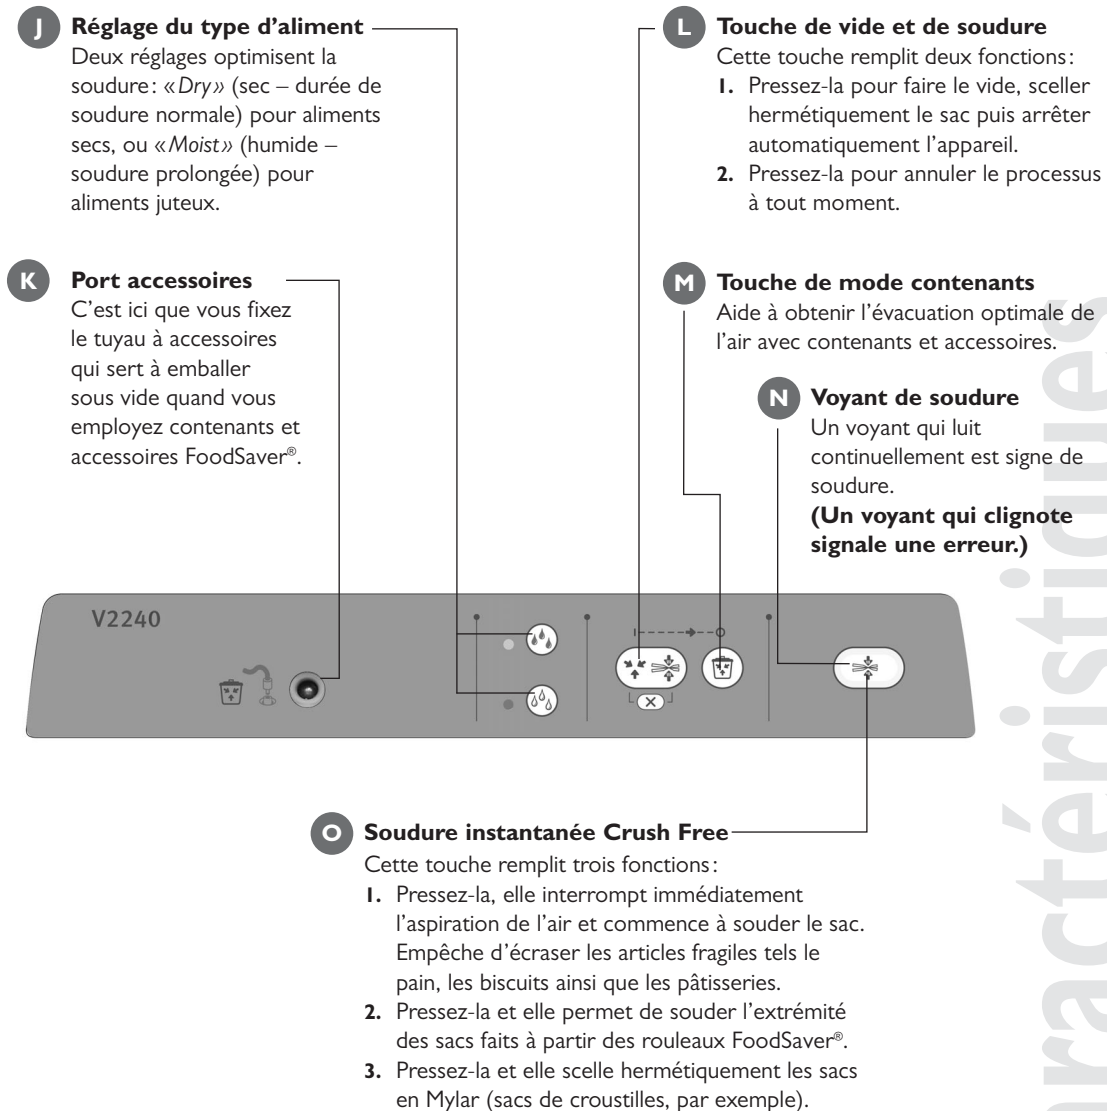 J Réglage du type d’aliment
Deux réglages optimisent la
soudure: «Dry» (sec – durée de
soudure normale) pour aliments
secs, ou «Moist» (humide –
soudure prolongée) pour
aliments juteux.
K Port accessoires
C’est ici que vous fixez
le tuyau à accessoires
qui sert à emballer
sous vide quand vous
employez contenants et
accessoires FoodSaver®.
L Touche de vide et de soudure
Cette touche remplit deux fonctions:
1. Pressez-la pour faire le vide, sceller
hermétiquement le sac puis arrêter
automatiquement l’appareil.
2. Pressez-la pour annuler le processus
à tout moment.
M Touche de mode contenants
Aide à obtenir l’évacuation optimale de
l’air avec contenants et accessoires.
N Voyant de soudure
Un voyant qui luit
continuellement est signe de
soudure.
(Un voyant qui clignote
signale une erreur.)
V2240
O Soudure instantanée Crush Free
Cette touche remplit trois fonctions:
1. Pressez-la, elle interrompt immédiatement
l’aspiration de l’air et commence à souder le sac.
Empêche d’écraser les articles fragiles tels le
pain, les biscuits ainsi que les pâtisseries.
2. Pressez-la et elle permet de souder l’extrémité
des sacs faits à partir des rouleaux FoodSaver®.
3. Pressez-la et elle scelle hermétiquement les sacs
en Mylar (sacs de croustilles, par exemple).
ractéristiques